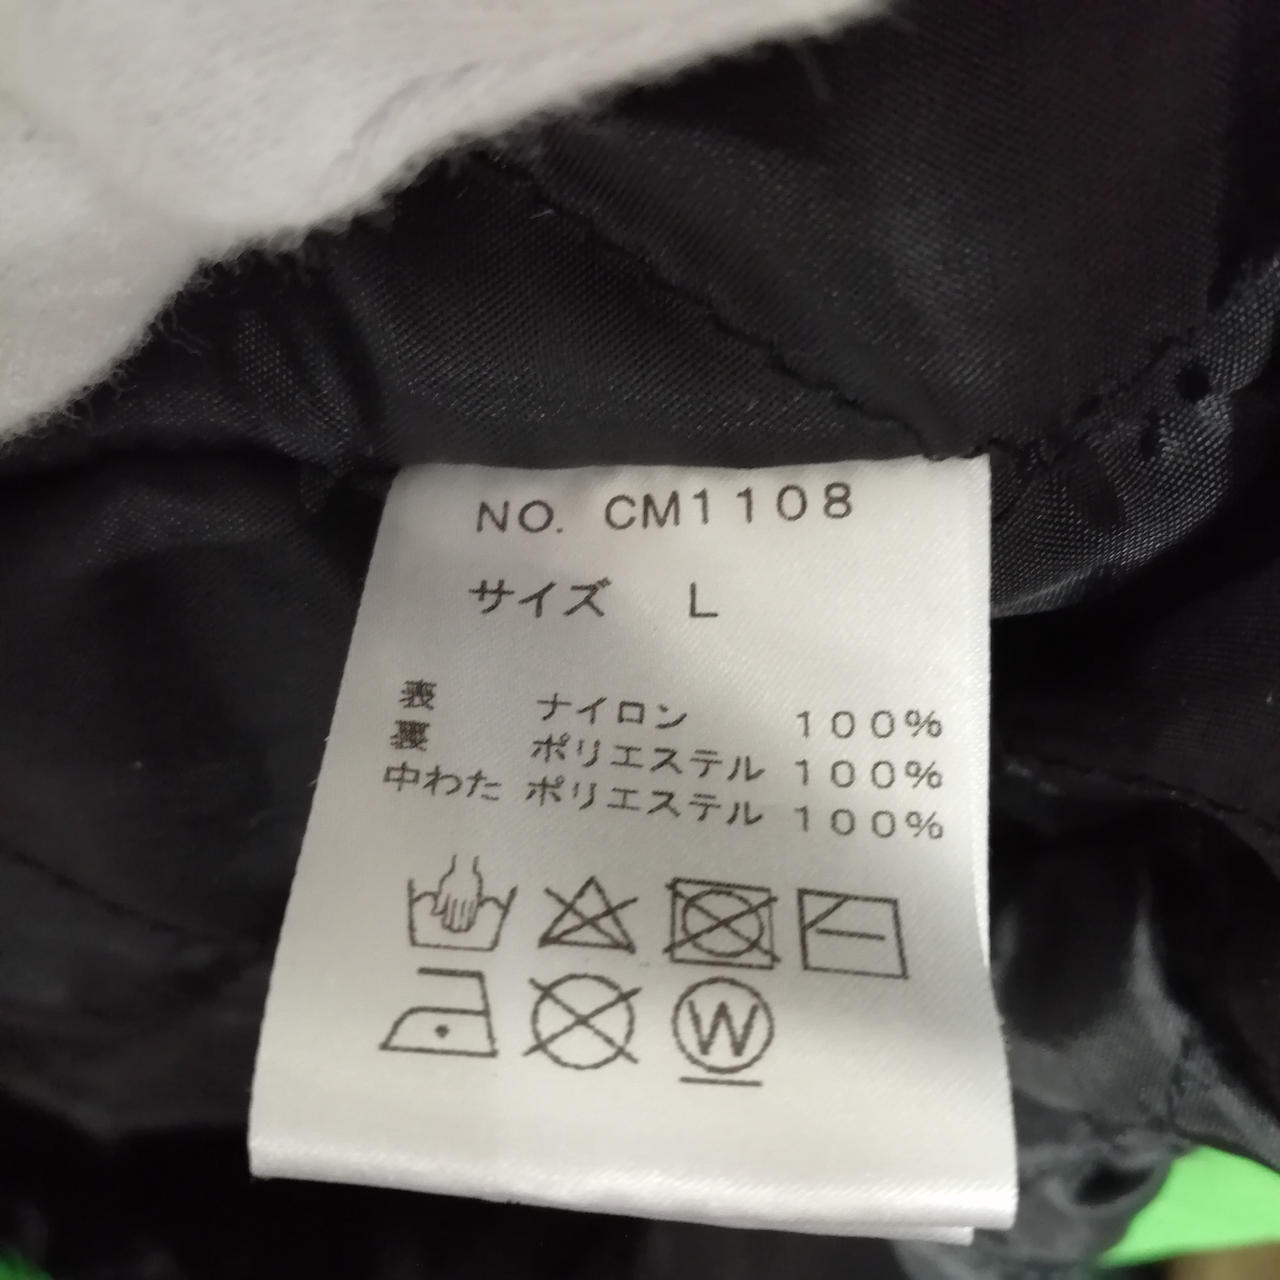 NO. CM1108
サイズ L
表 ナイロン 100%
裏 ポリエステル 100%
中わた ポリエステル 100%
W